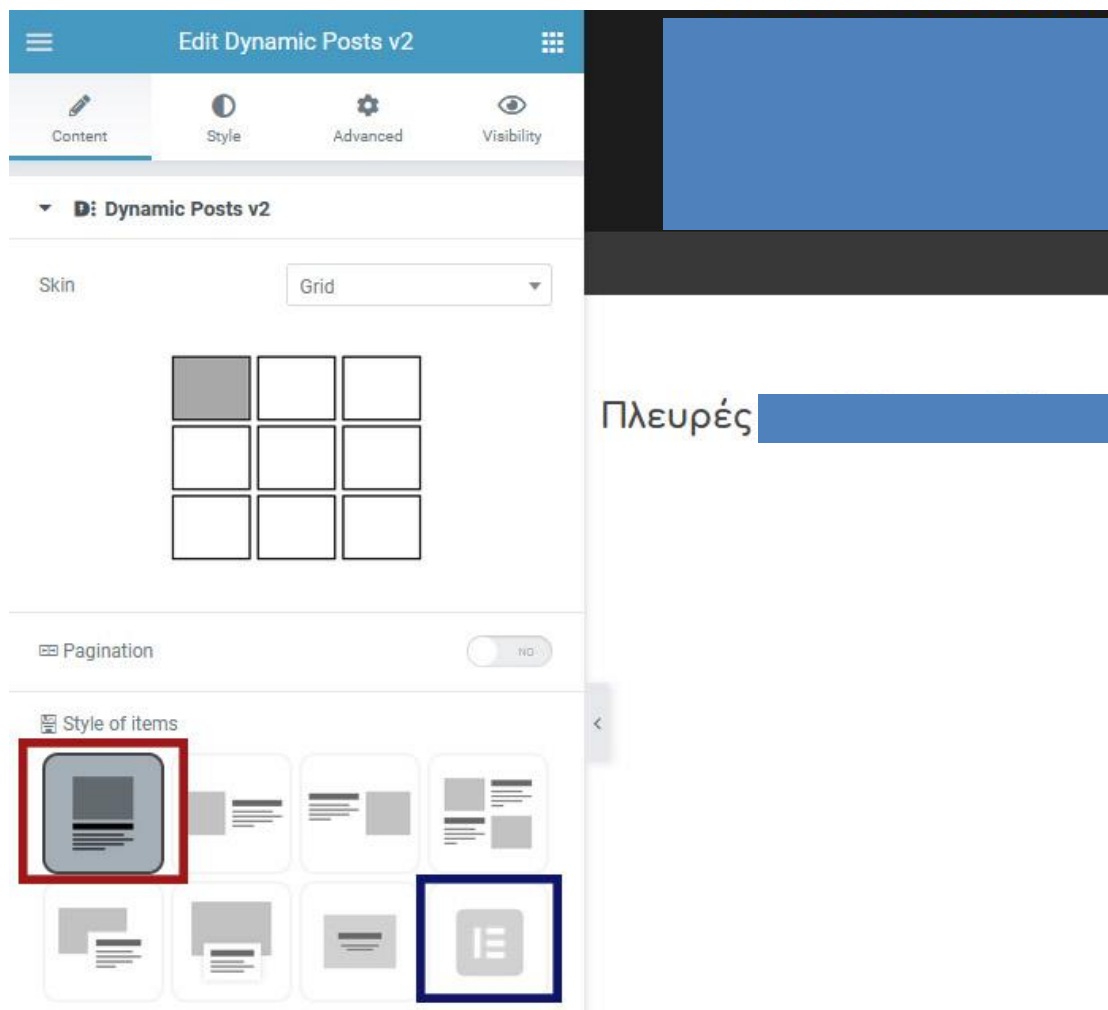 Edit Dynamic Posts v2
Content Style Advanced Visibility
Dynamic Posts v2
Skin Grid
Πλευρές
Pagination NO
Style of items